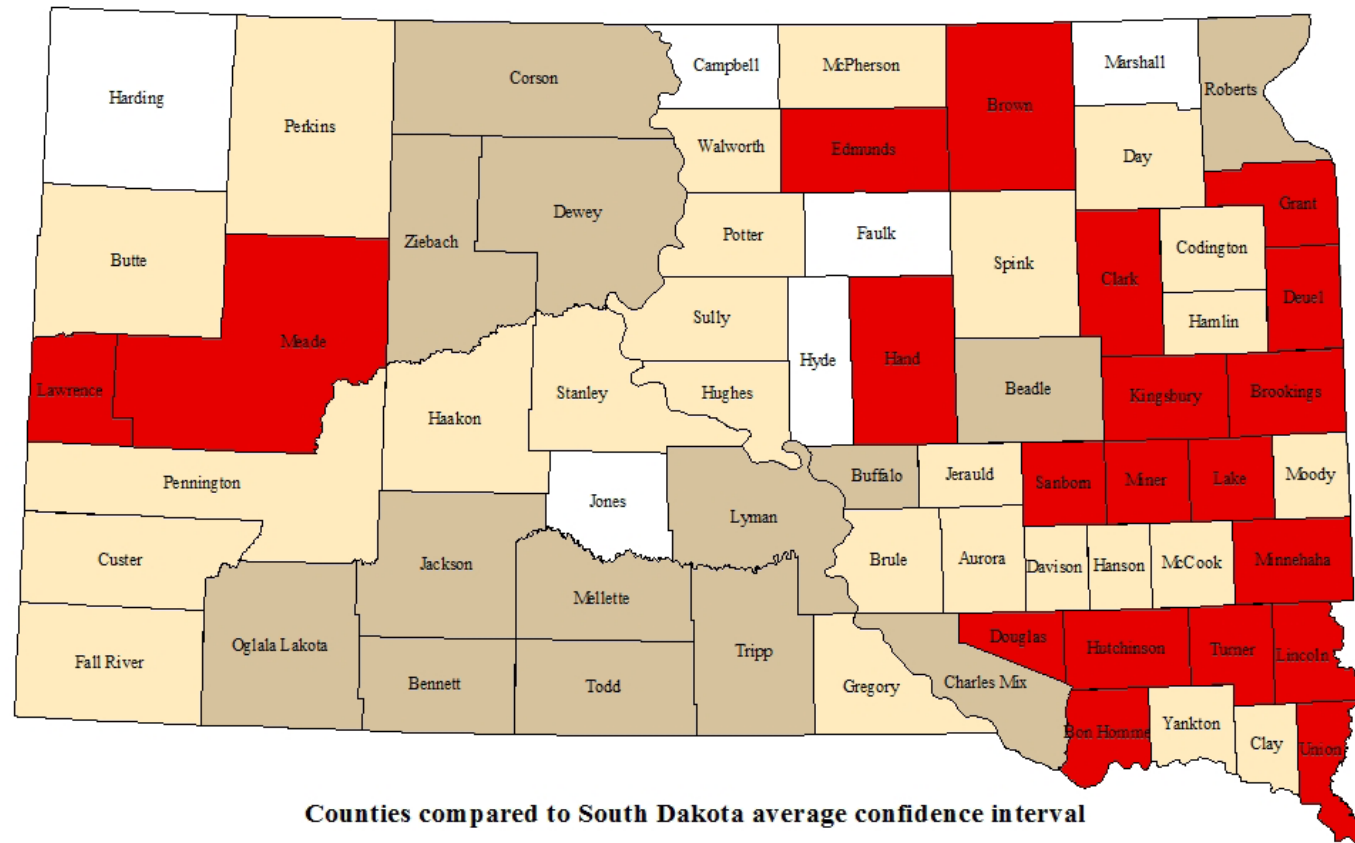 Harding
Perkins
Corson
Campbell
McPherson
Brown
Marshall
Roberts
Walworth
Edmunds
Day
Grant
Butte
Ziebach
Dewey
Potter
Faulk
Spink
Clark
Codington
Deuel
Hamlin
Lawrence
Meade
Sully
Hyde
Hand
Beadle
Kingsbury
Brookings
Haakon
Stanley
Hughes
Pennington
Jones
Lyman
Buffalo
Jerauld
Sanborn
Miner
Lake
Moody
Custer
Jackson
Mellette
Brule
Aurora
Davison
Hanson
McCook
Minnehaha
Fall River
Oglala Lakota
Bennett
Todd
Tripp
Gregory
Charles Mix
Douglas
Hutchinson
Turner
Lincoln
Bon Homme
Yankton
Clay
Union
Counties compared to South Dakota average confidence interval